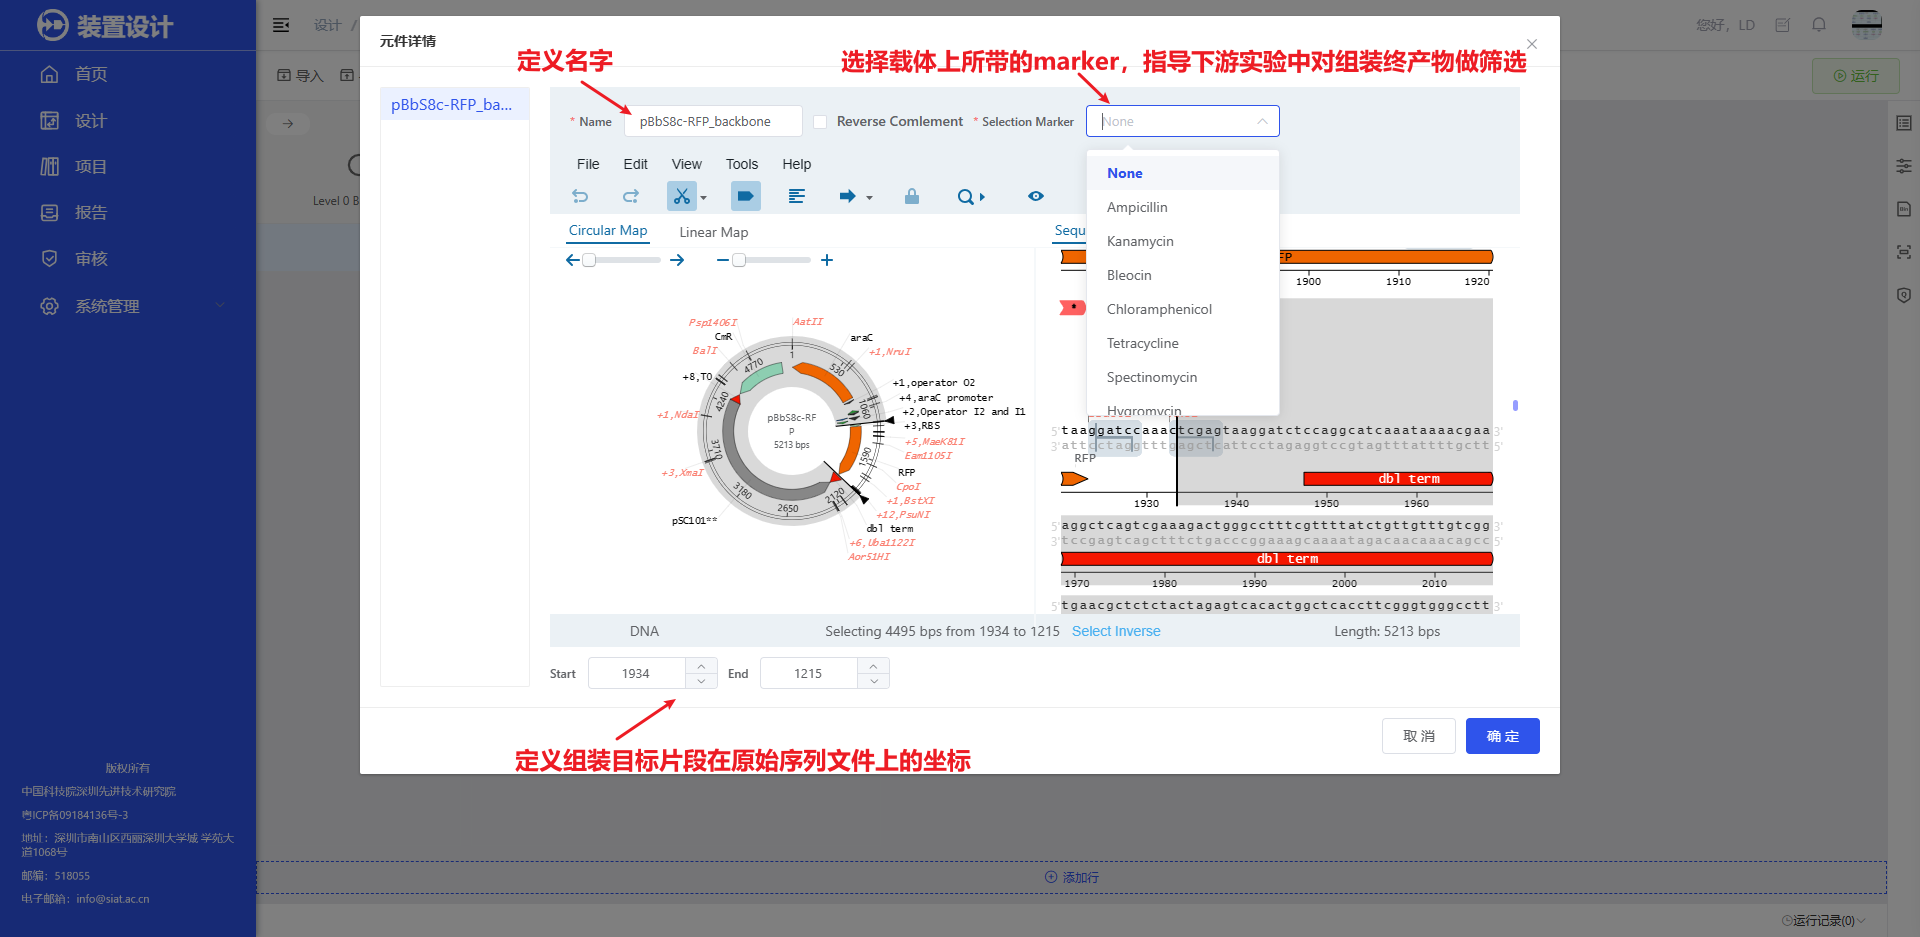 装置设计
首页
设计
项目
报告
审核
系统管理
版权所有
中国科技院深圳先进技术研究院
粤ICP备09184136号-3
地址：深圳市南山区西丽深圳大学城 学苑大
道1068号
邮编：518055
电子邮箱：info@siat.ac.cn
设计 /
您好，LD
导入
运行
Level 0 B
添加行
运行记录(0)
元件详情
定义名字
选择载体上所带的marker，指导下游实验中对组装终产物做筛选
pBbS8c-RFP_ba...
* Name
pBbS8c-RFP_backbone
Reverse Comlement
* Selection Marker
None
File Edit View Tools Help
None
Ampicillin
Kanamycin
Bleocin
Chloramphenicol
Tetracycline
Spectinomycin
Hygromycin
Circular Map
Linear Map
Sequ
Psp1406I
AatII
CmR
araC
BalI
+1,NruI
+8,T0
+1,operator O2
+4,araC promoter
+2,Operator I2 and I1
+3,RBS
+1,NdaI
+5,MaeK81I
Eam1105I
+3,XmaI
RFP
CpoI
+1,BstXI
+12,PsuNI
pSC101**
dbl term
+6,Uba1122I
Aor51HI
1
530
1060
1590
2120
2650
3180
3710
4240
4770
pBbS8c-RF
P
5213 bps
FP
1900 1910 1920
*
5' taaggatccaaactcgagtaaggatctccaggcatcaaataaaacgaa 3'
3' attcctaggtttgagctcattcctagaggtccgtagtttattttgctt 5'
RFP
dbl term
1930 1940 1950 1960
5' aggctcagtcgaaagactgggcctttcgttttatctgttgtttgtcgg 3'
3' tccgagtcagctttctgacccggaaagcaaaatagacaacaaacagcc 5'
dbl term
1970 1980 1990 2000 2010
5' tgaacgctctctactagagtcacactggctcaccttcgggtgggcctt 3'
DNA
Selecting 4495 bps from 1934 to 1215
Select Inverse
Length: 5213 bps
Start
1934
End
1215
定义组装目标片段在原始序列文件上的坐标
取 消
确 定